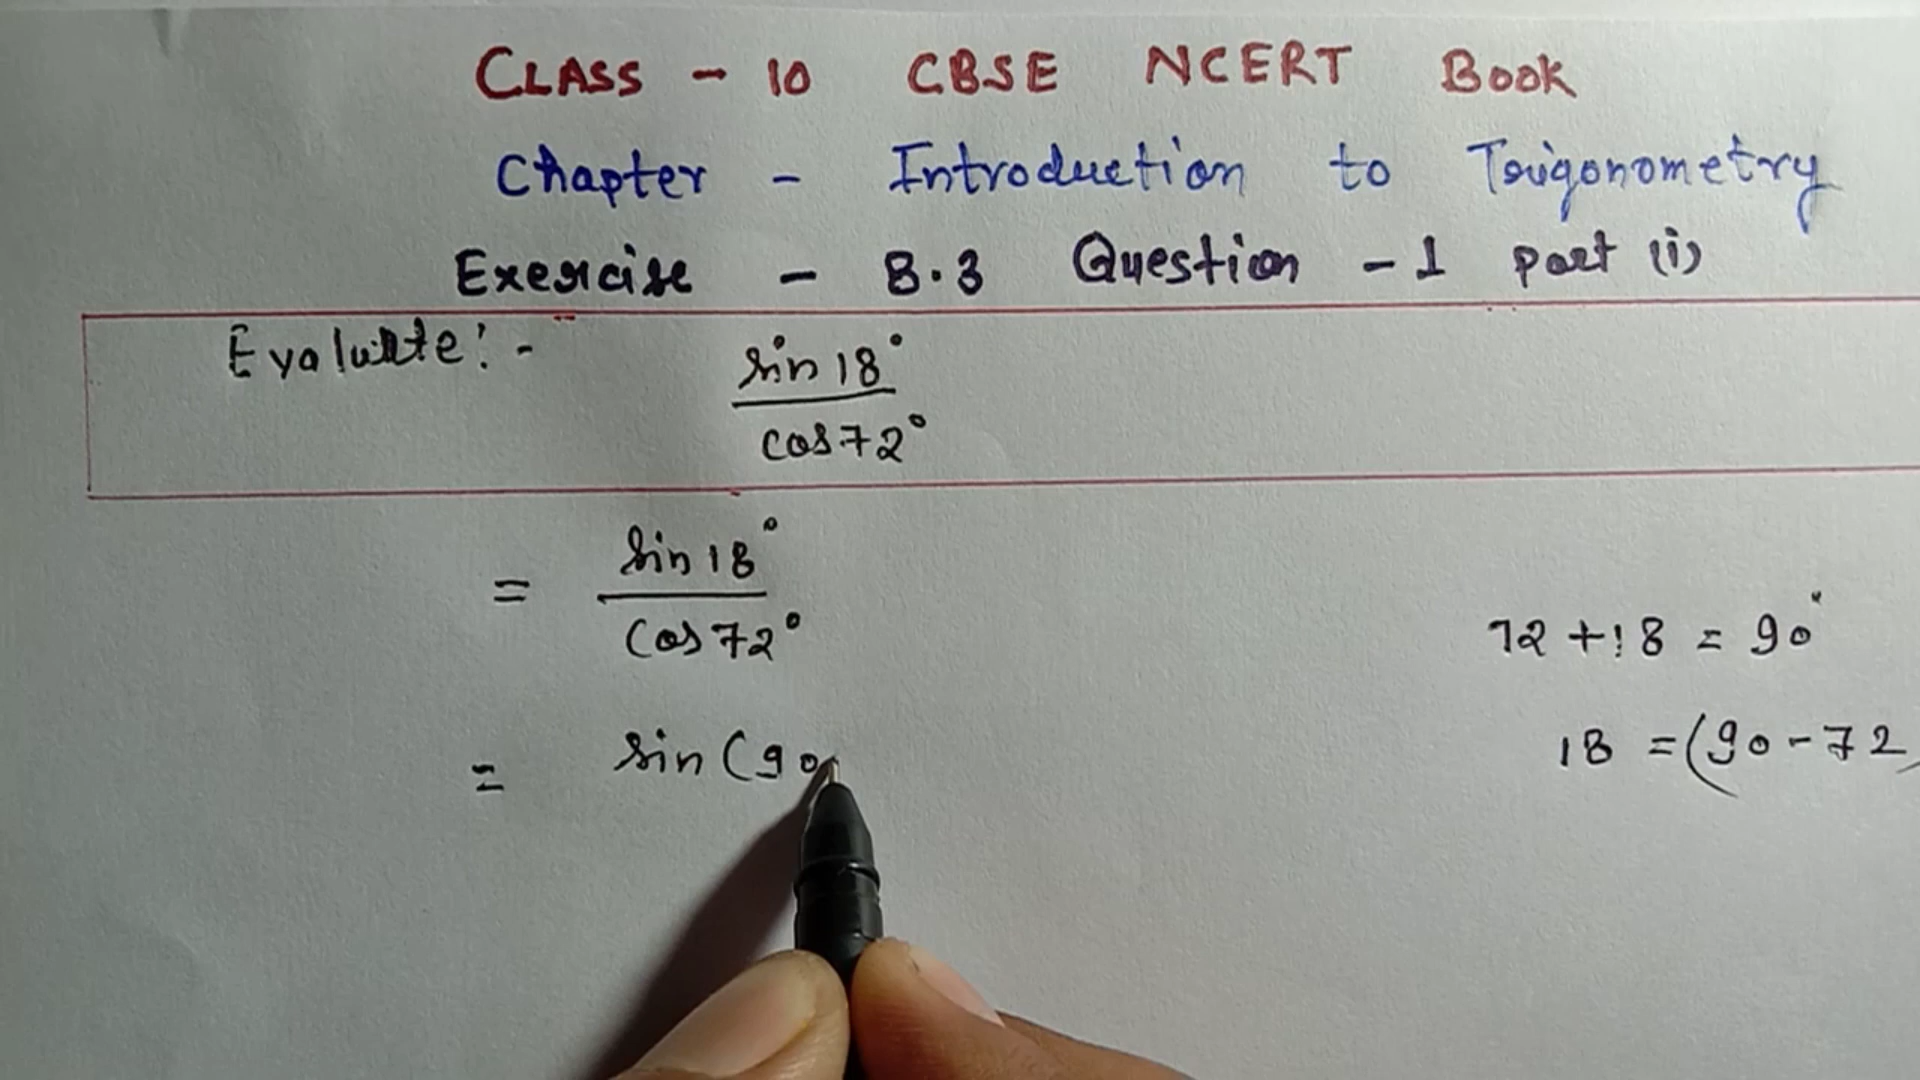 CLASS - 10 CBSE NCERT Book
Chapter - Introduction to Trigonometry
Exercise - 8.3 Question - 1 part (i)
Evaluate:-
sin 18°
cos 72°
= sin 18°
cos 72°
72 + 18 = 90°
18 = (90 - 72
= sin (90